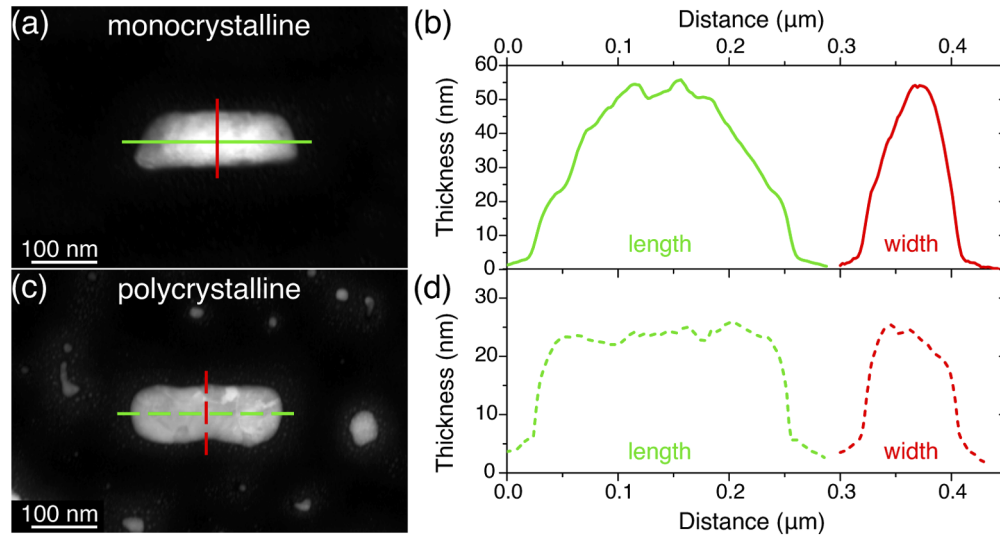 (a) monocrystalline
100 nm
(b) Distance (µm)
0.0 0.1 0.2 0.3 0.4
Thickness (nm)
60
50
40
30
20
10
0
length width
(c) polycrystalline
100 nm
(d)
Thickness (nm)
30
20
10
0
length width
0.0 0.1 0.2 0.3 0.4
Distance (µm)